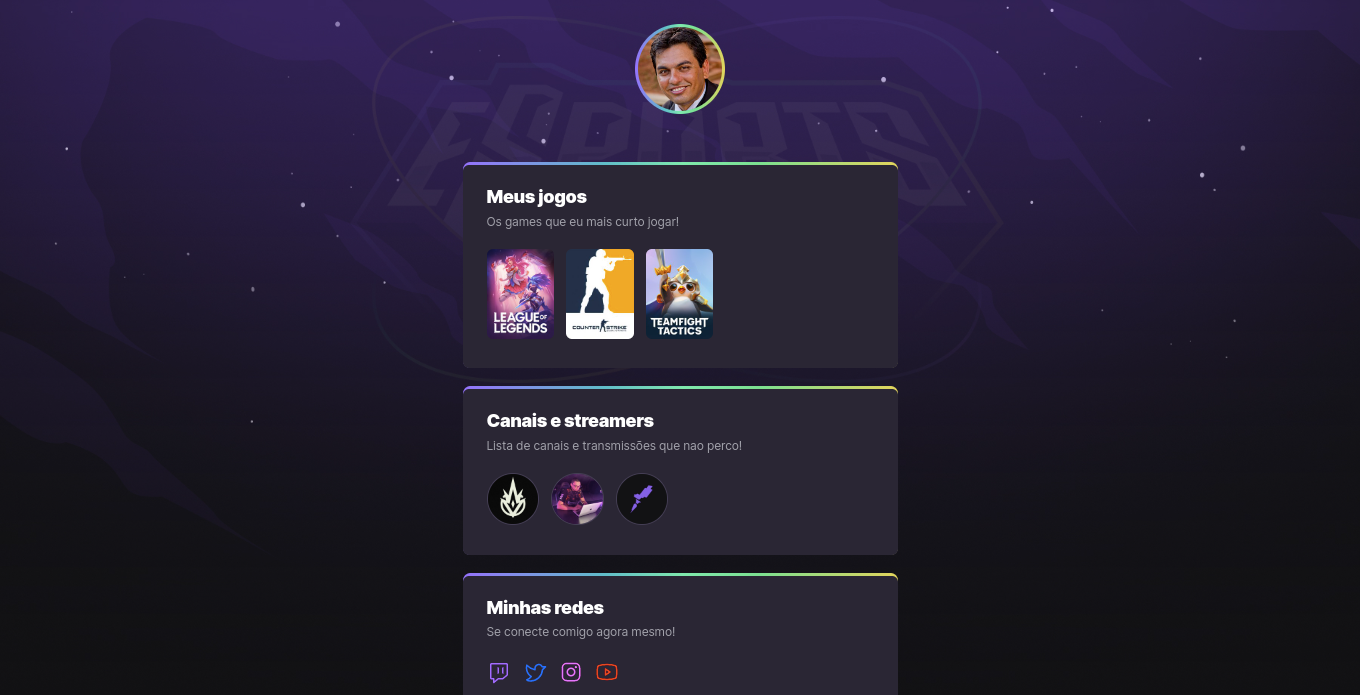 ESPORTS
Meus jogos
Os games que eu mais curto jogar!
LEAGUE OF
LEGENDS
COUNTER STRIKE
TEAMFIGHT
TACTICS
Canais e streamers
Lista de canais e transmissões que nao perco!
Minhas redes
Se conecte comigo agora mesmo!